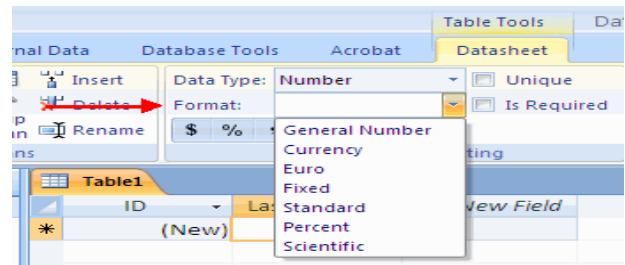 Table Tools Dat
rnal Data Database Tools Acrobat Datasheet
Insert Data Type: Number Unique
Delete Format: Is Required
Rename $ %
General Number
Currency
Euro
Fixed
Standard
Percent
Scientific
ns ting
Table1
ID Las New Field
* (New)